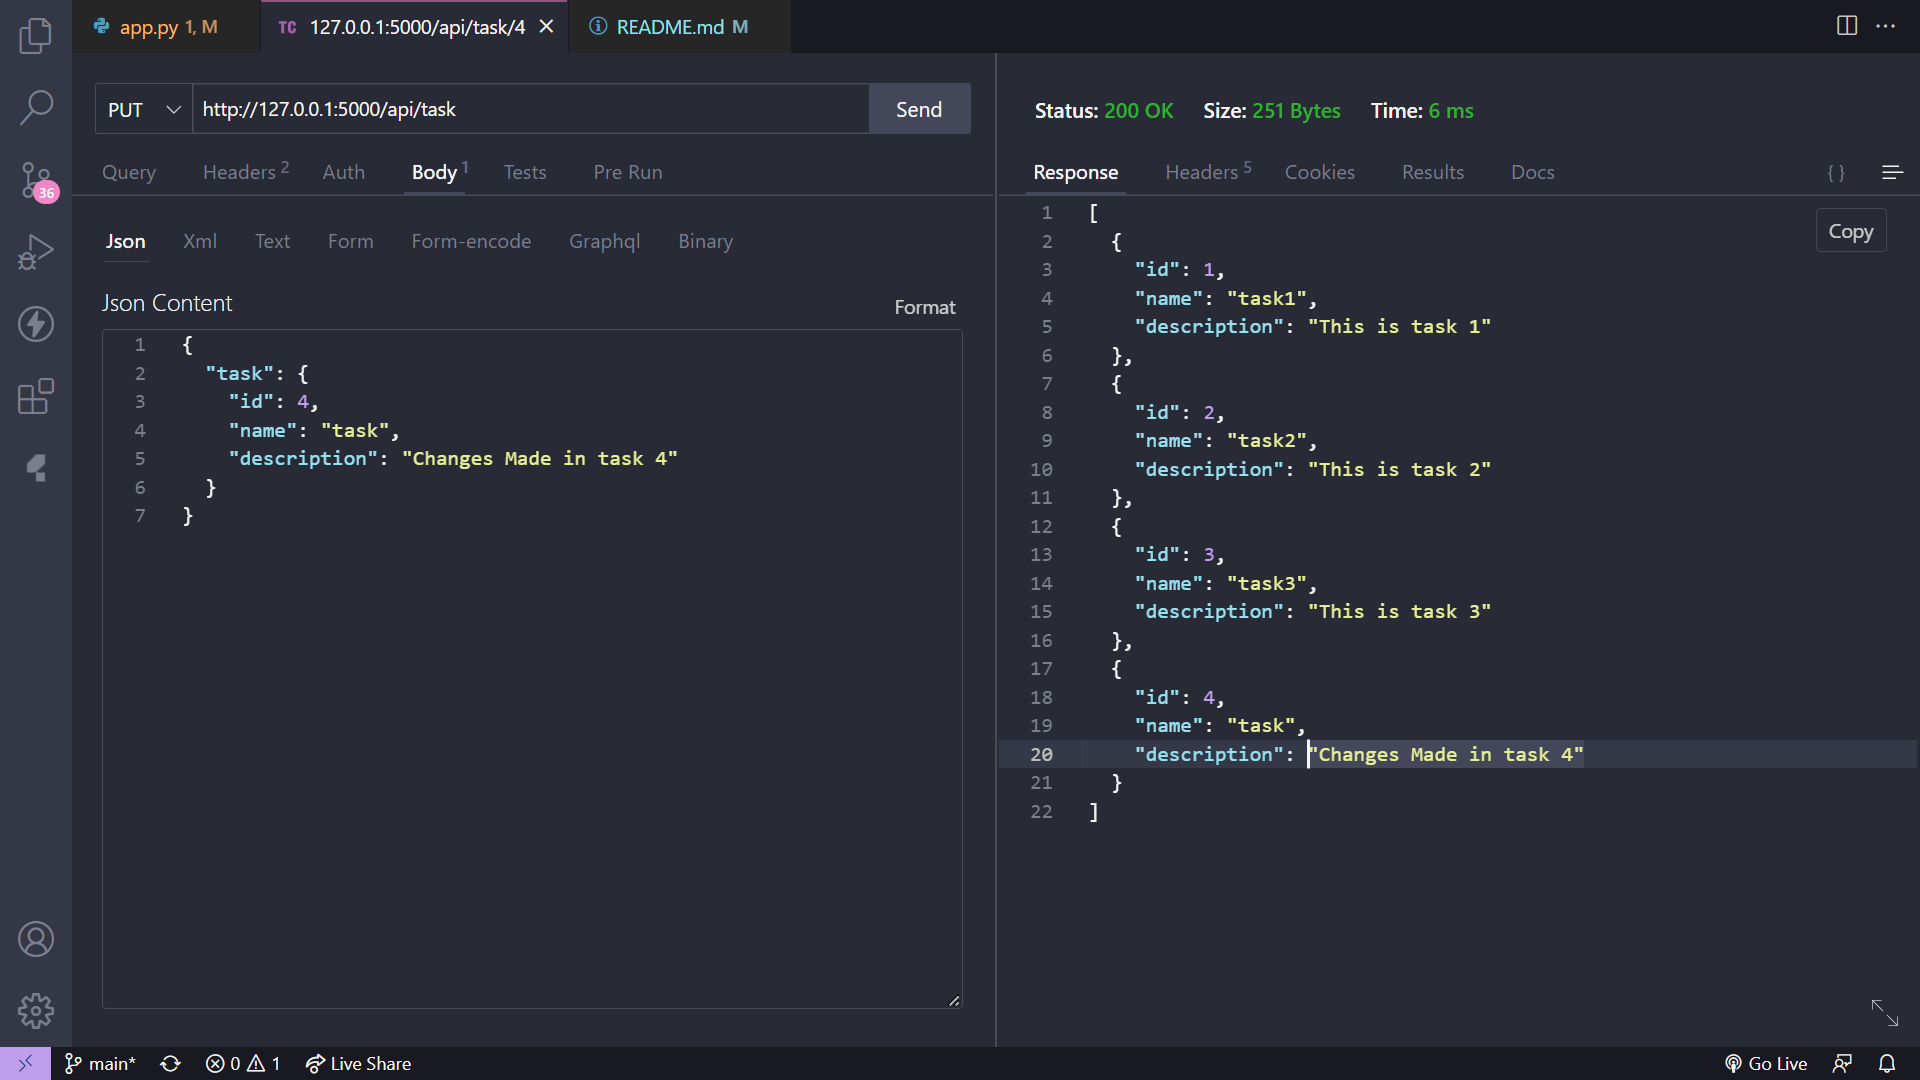 app.py 1, M
TC 127.0.0.1:5000/api/task/4
README.md M
36
PUT http://127.0.0.1:5000/api/task Send
Query Headers 2 Auth Body 1 Tests Pre Run
Json Xml Text Form Form-encode Graphql Binary
Json Content Format
1 {
2 "task": {
3 "id": 4,
4 "name": "task",
5 "description": "Changes Made in task 4"
6 }
7 }
Status: 200 OK Size: 251 Bytes Time: 6 ms
Response Headers 5 Cookies Results Docs { }
Copy
1 [
2 {
3 "id": 1,
4 "name": "task1",
5 "description": "This is task 1"
6 },
7 {
8 "id": 2,
9 "name": "task2",
10 "description": "This is task 2"
11 },
12 {
13 "id": 3,
14 "name": "task3",
15 "description": "This is task 3"
16 },
17 {
18 "id": 4,
19 "name": "task",
20 "description": "Changes Made in task 4"
21 }
22 ]
main* 0 1 Live Share Go Live